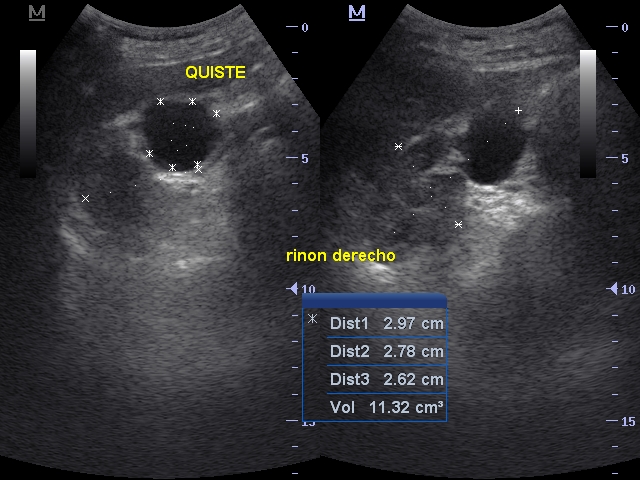 M
M
0
0
QUISTE
5
5
rinon derecho
10
10
Dist1 2.97 cm
Dist2 2.78 cm
Dist3 2.62 cm
Vol 11.32 cm³
15
15